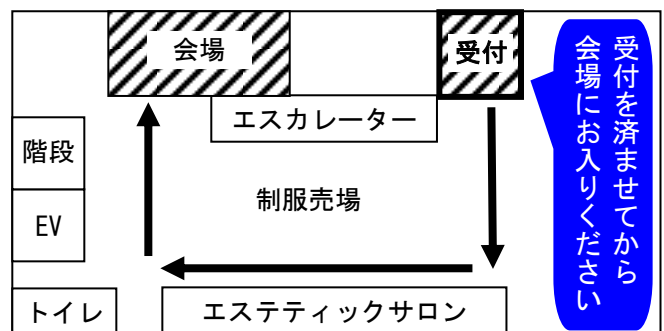 会場
受付
受付を済ませてから
会場にお入りください
エスカレーター
階段
制服売場
EV
トイレ
エステティックサロン